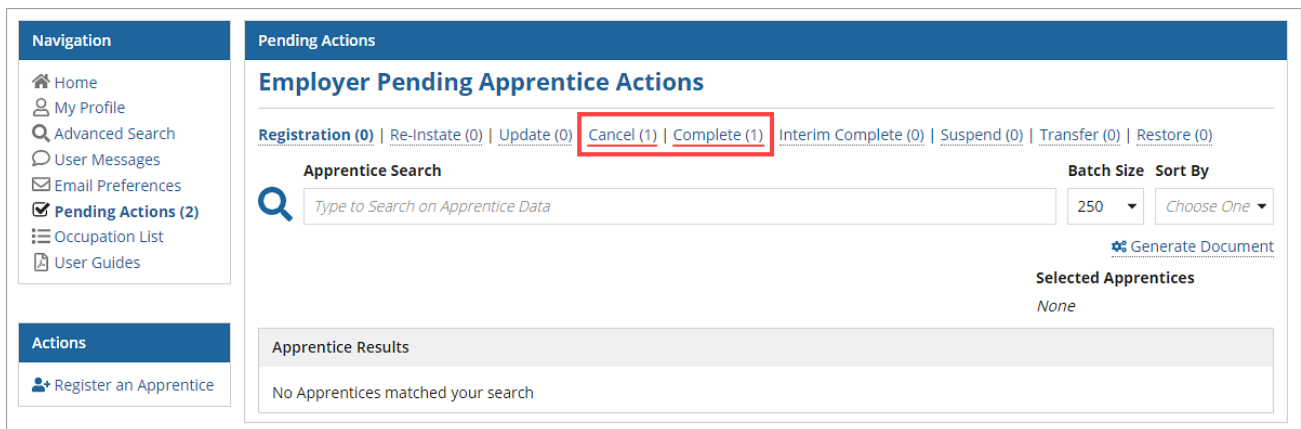 Navigation
Home
My Profile
Advanced Search
User Messages
Email Preferences
Pending Actions (2)
Occupation List
User Guides
Actions
Register an Apprentice
Pending Actions
Employer Pending Apprentice Actions
Registration (0) | Re-Instate (0) | Update (0) | Cancel (1) | Complete (1) | Interim Complete (0) | Suspend (0) | Transfer (0) | Restore (0)
Apprentice Search Batch Size Sort By
Type to Search on Apprentice Data 250 Choose One
Generate Document
Selected Apprentices
None
Apprentice Results
No Apprentices matched your search